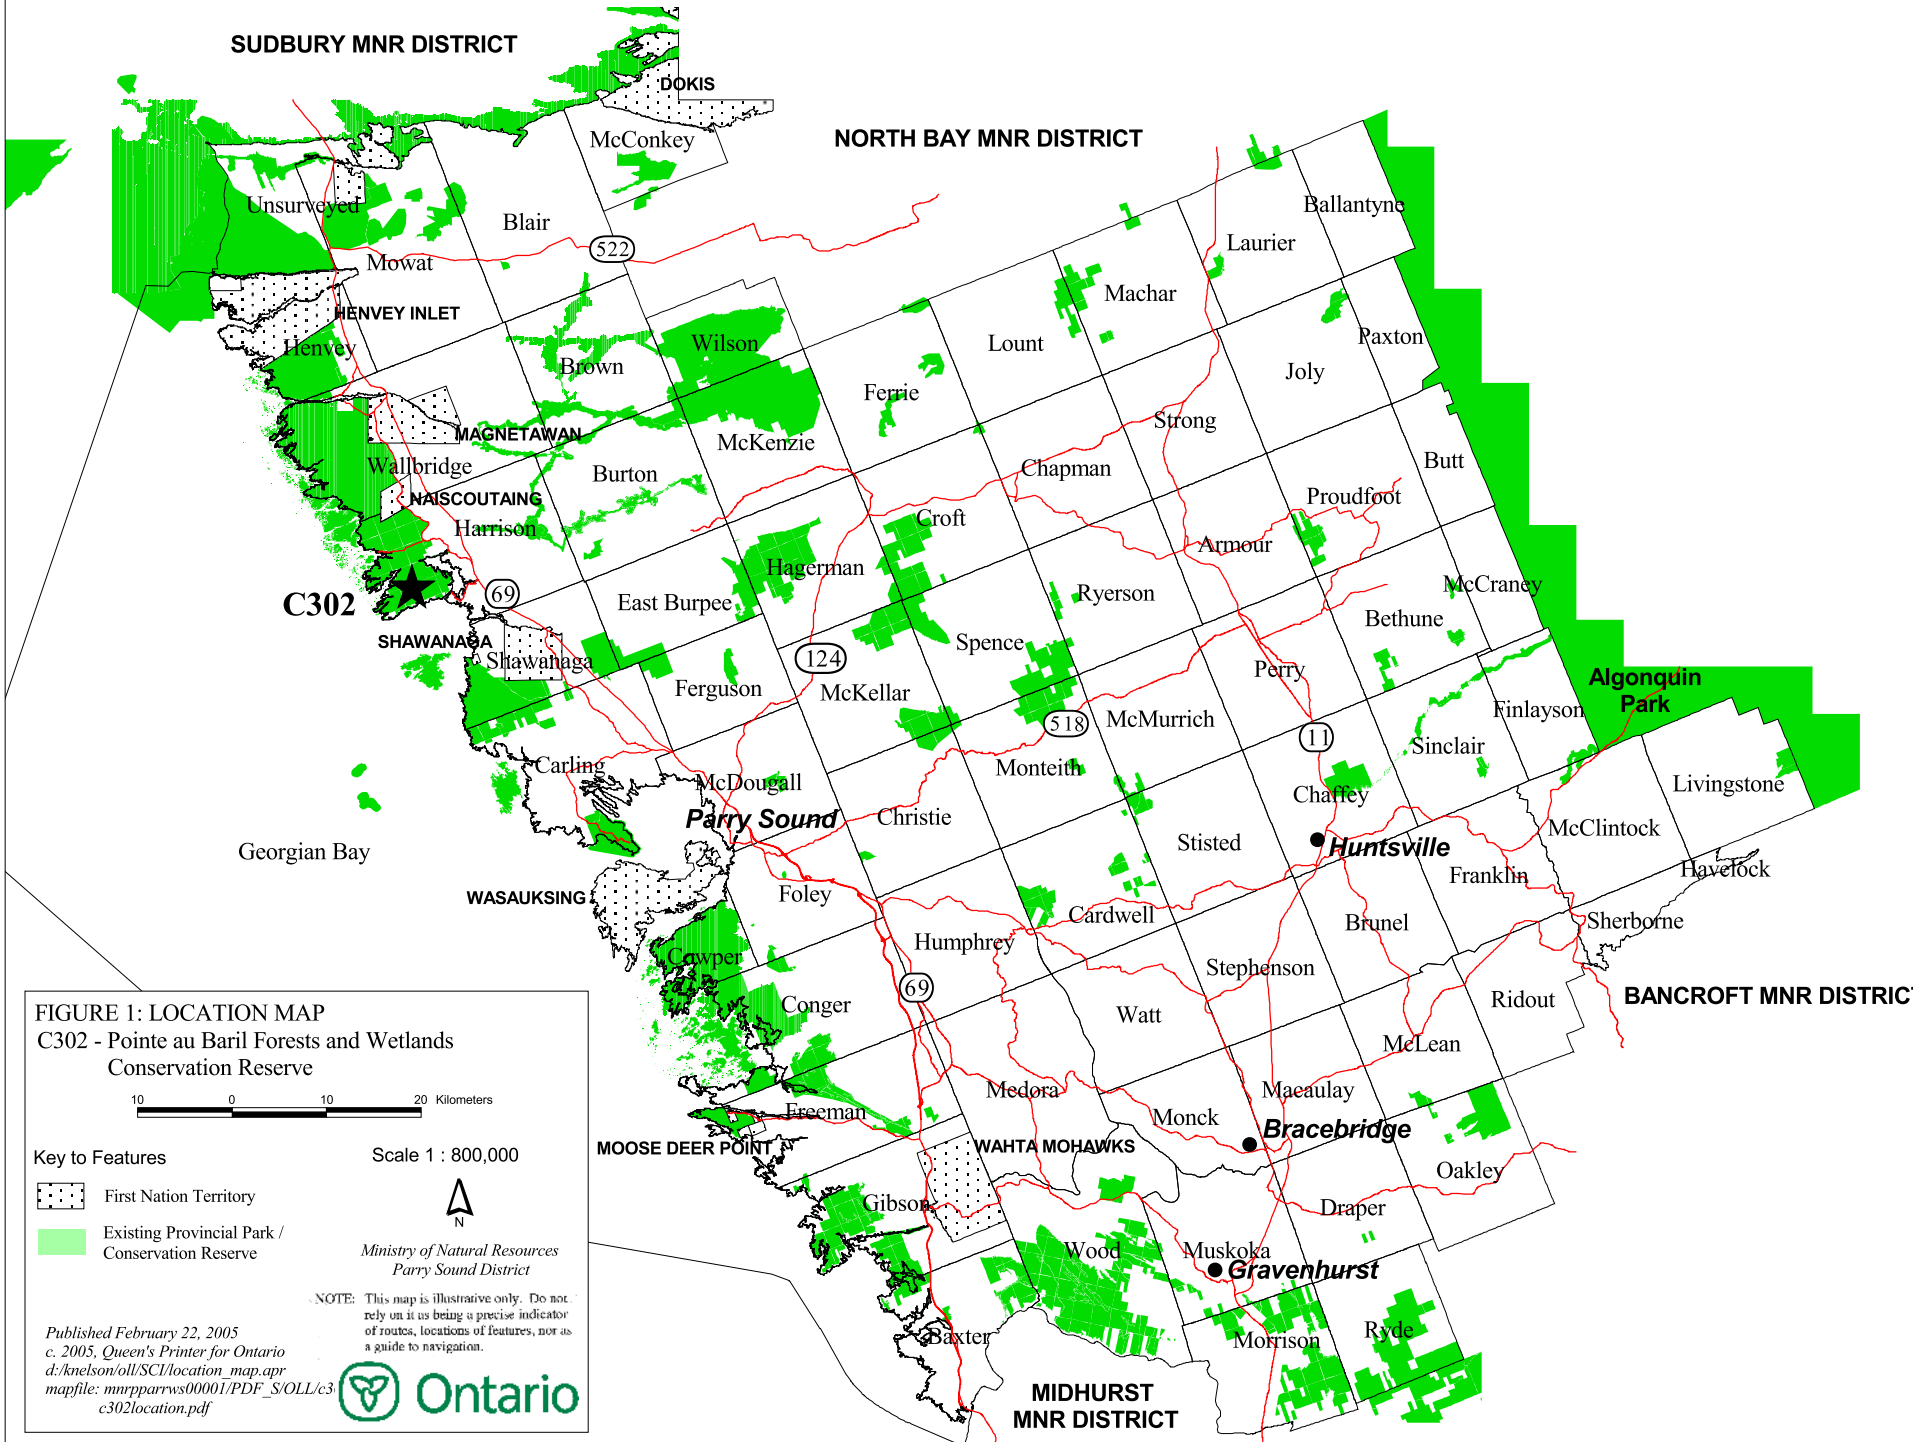 SUDBURY MNR DISTRICT
DOKIS
McConkey
NORTH BAY MNR DISTRICT
Unsurveyed
Blair
Ballantyne
Laurier
522
Mowat
Machar
HENVEY INLET
Henvey
Wilson
Lount
Paxton
Brown
Joly
Ferrie
Strong
MAGNETAWAN
McKenzie
Wallbridge
Burton
Chapman
Butt
NAISCOUTAING
Proudfoot
Harrison
Croft
Armour
Hagerman
C302
69
East Burpee
Ryerson
McCraney
Bethune
SHAWANAGA
Shawanaga
Spence
124
Perry
Ferguson
McKellar
Algonquin
Park
518
McMurrich
Finlayson
11
Sinclair
Carling
McDougall
Monteith
Chaffey
Livingstone
Parry Sound
Christie
McClintock
Georgian Bay
Stisted
Huntsville
Franklin
Havelock
WASAUKSING
Foley
Cardwell
Brunel
Sherborne
Humphrey
Cowper
Stephenson
69
Conger
Watt
Ridout
BANCROFT MNR DISTRICT
McLean
Medora
Macaulay
Freeman
Monck
Bracebridge
MOOSE DEER POINT
WAHTA MOHAWKS
Oakley
Gibson
Draper
Wood
Muskoka
Gravenhurst
Baxter
Morrison
Ryde
MIDHURST
MNR DISTRICT
FIGURE 1: LOCATION MAP
C302 - Pointe au Baril Forests and Wetlands
Conservation Reserve
10 0 10 20 Kilometers
Key to Features
Scale 1 : 800,000
First Nation Territory
N
Existing Provincial Park /
Conservation Reserve
Ministry of Natural Resources
Parry Sound District
NOTE: This map is illustrative only. Do not
rely on it as being a precise indicator
of routes, locations of features, nor as
a guide to navigation.
Published February 22, 2005
c. 2005, Queen's Printer for Ontario
d:/knelson/oll/SCI/location_map.apr
mapfile: mnrpparrws00001/PDF_S/OLL/c3
c302location.pdf
Ontario